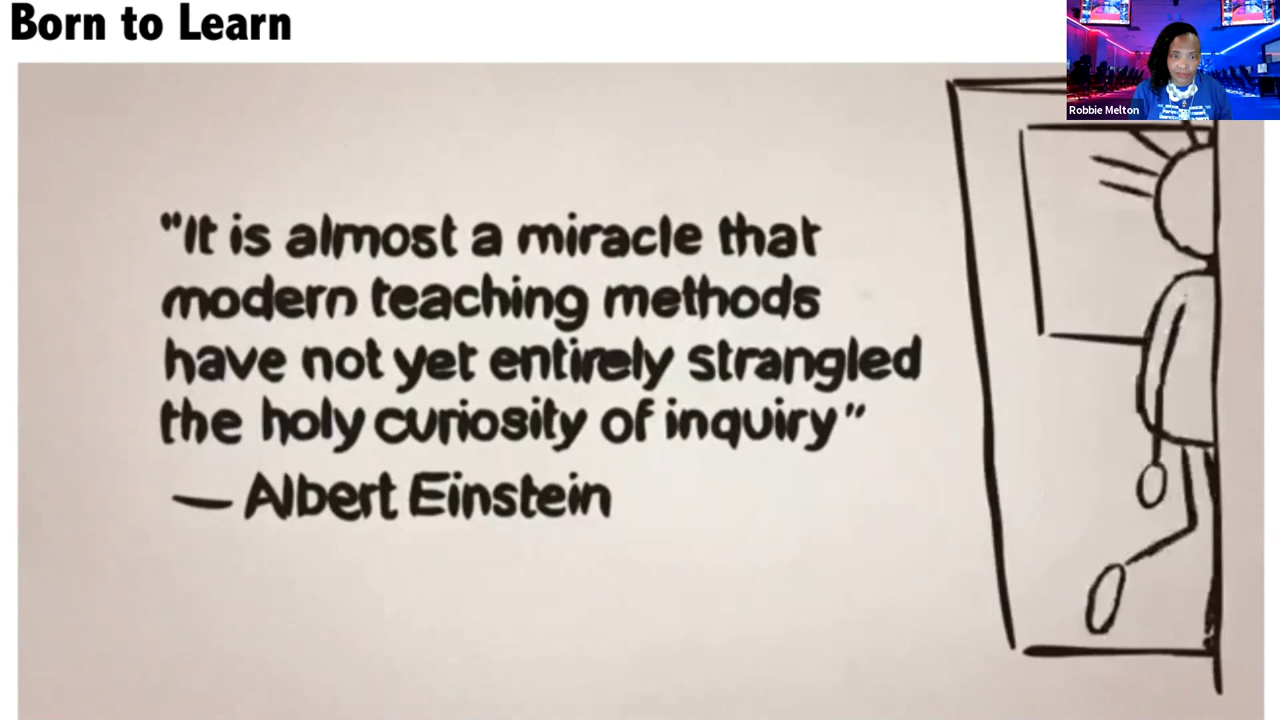 Born to Learn
Robbie Melton
"It is almost a miracle that
modern teaching methods
have not yet entirely strangled
the holy curiosity of inquiry"
— Albert Einstein